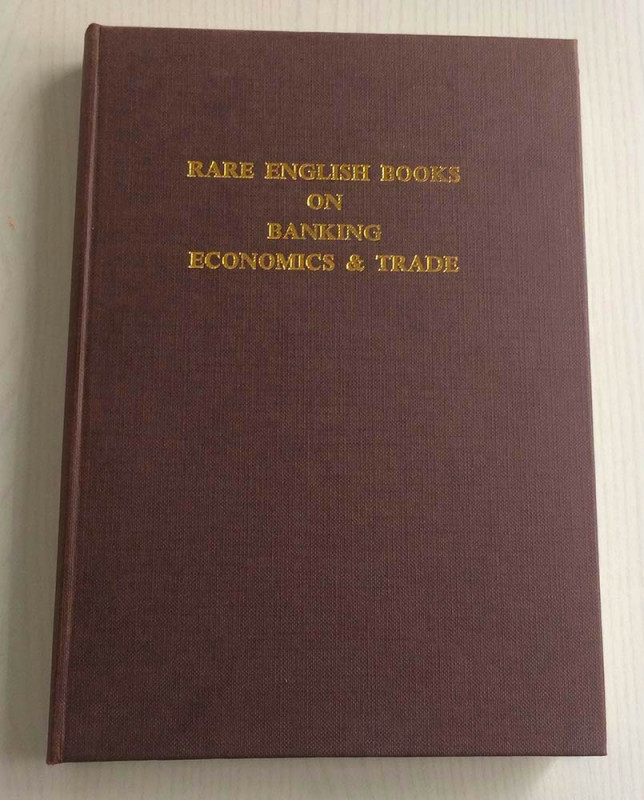 RARE ENGLISH BOOKS
ON
BANKING
ECONOMICS & TRADE